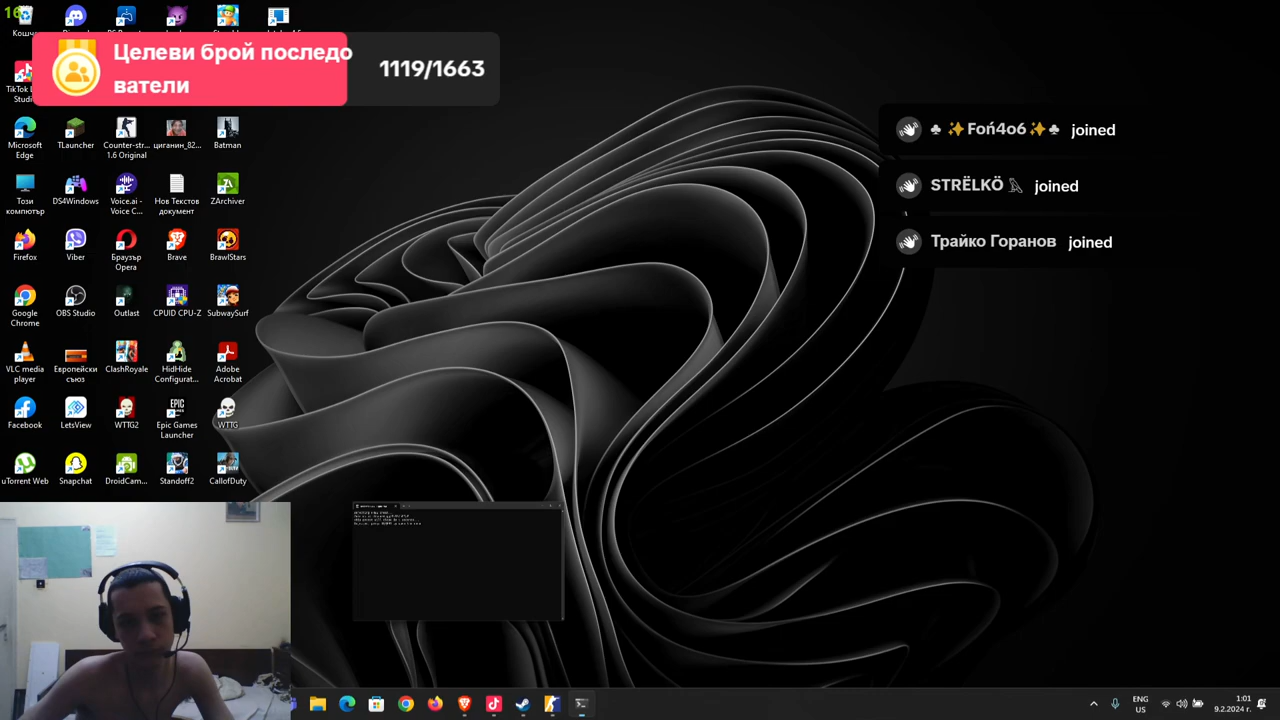 16
Кошче
Целеви брой последо
ватели
1119/1663
♣ ✨Foń4o6✨♣ joined
STRËLKÖ joined
Трайко Горанов joined
Microsoft Edge
TLauncher
Counter-str... 1.6 Original
циганин_82...
Batman
Този компютър
DS4Windows
Voice.ai - Voice C...
Нов Текстов документ
ZArchiver
Firefox
Viber
Браузър Opera
Brave
BrawlStars
Google Chrome
OBS Studio
Outlast
CPUID CPU-Z
SubwaySurf
VLC media player
Европейски съюз
ClashRoyale
HidHide Configurat...
Adobe Acrobat
Facebook
LetsView
WTTG2
Epic Games Launcher
WTTG
uTorrent Web
Snapchat
DroidCam...
Standoff2
CallofDuty
ENG
US
1:01
9.2.2024 г.